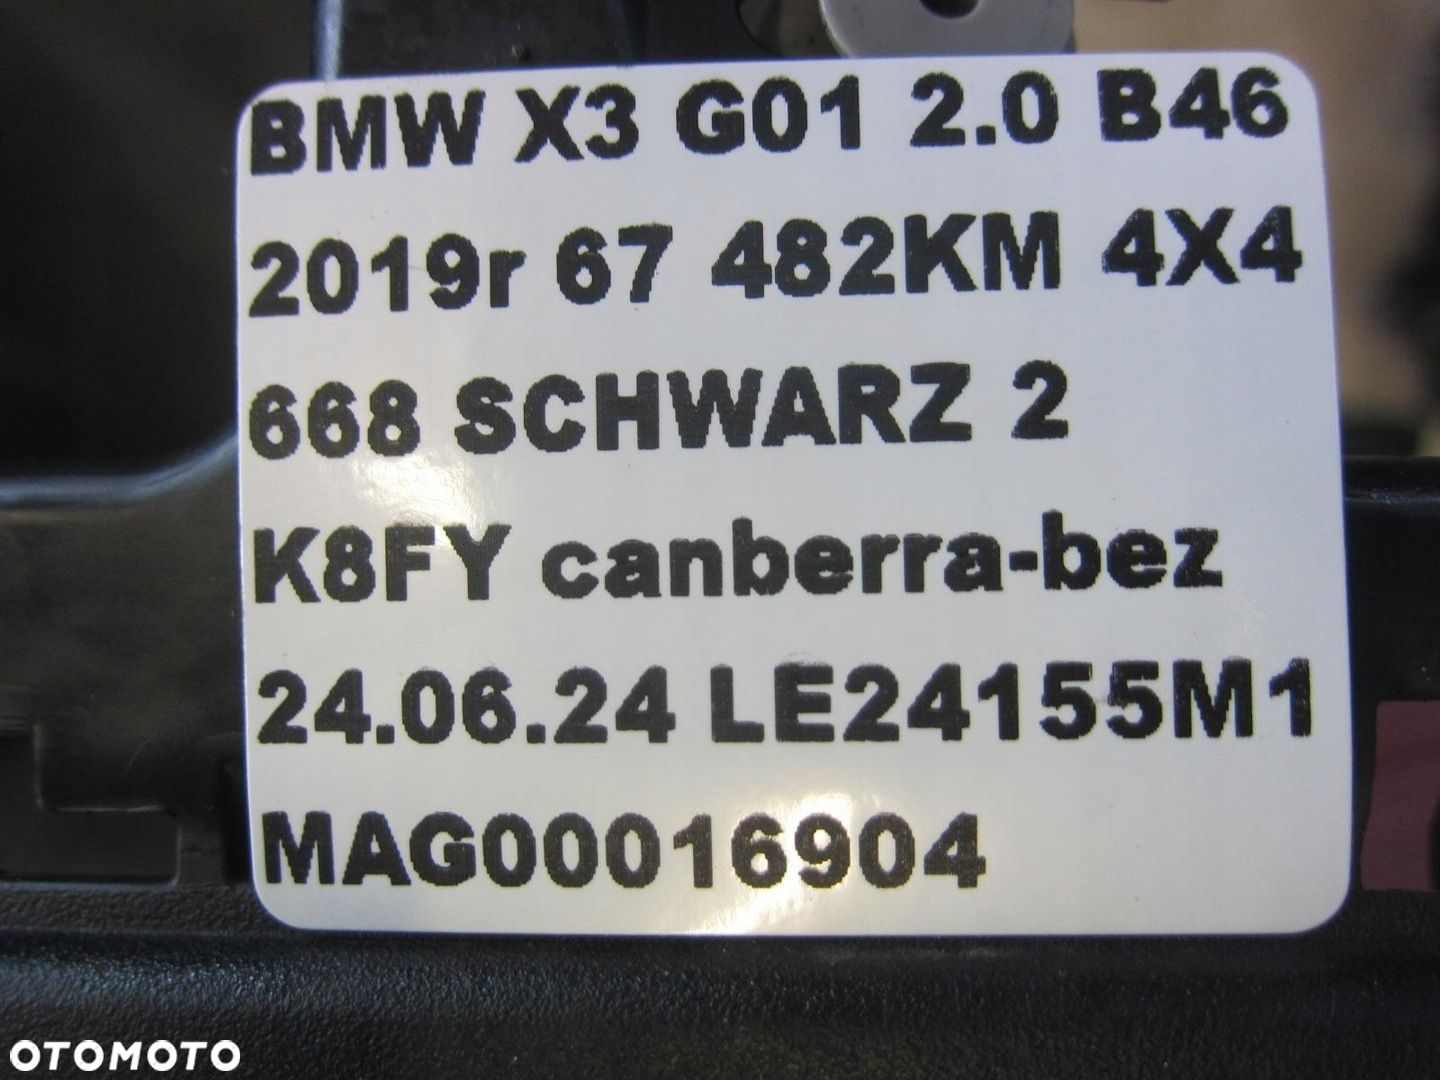 BMW X3 G01 2.0 B46
2019r 67 482KM 4X4
668 SCHWARZ 2
K8FY canberra-bez
24.06.24 LE24155M1
MAG00016904
OTOMOTO